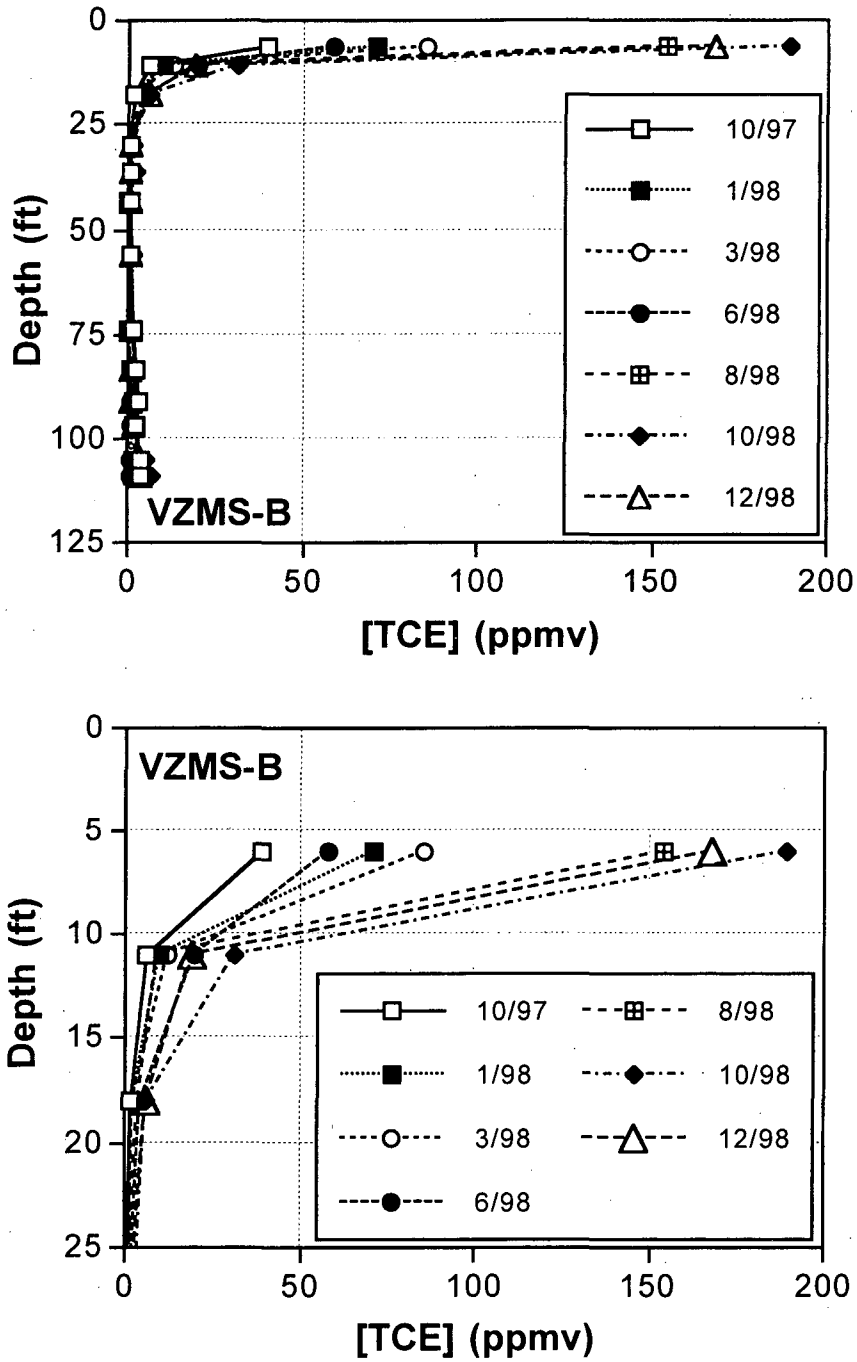 0
25
50
75
100
125
Depth (ft)
10/97
1/98
3/98
6/98
8/98
10/98
12/98
VZMS-B
0 50 100 150 200
[TCE] (ppmv)
0
5
10
15
20
25
Depth (ft)
VZMS-B
10/97 8/98
1/98 10/98
3/98 12/98
6/98
0 50 100 150 200
[TCE] (ppmv)